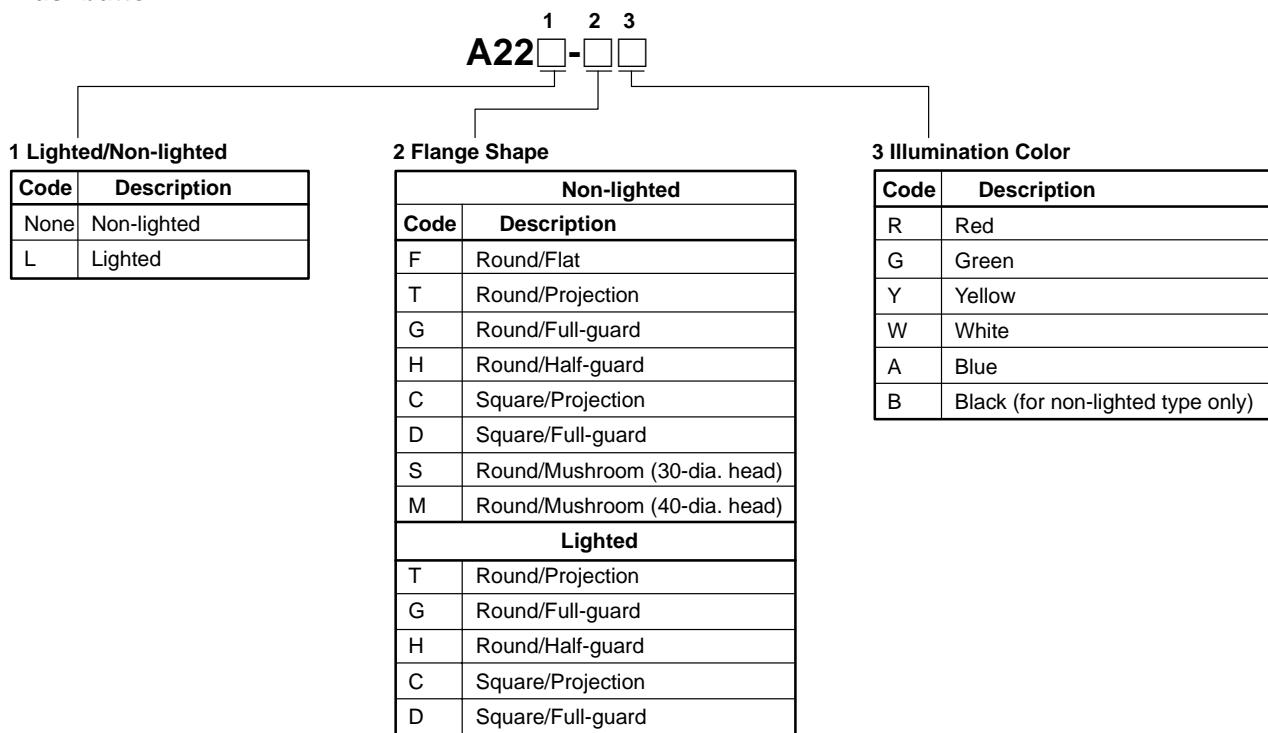 1 2 3
A22□-□□
1 Lighted/Non-lighted
Code Description
None Non-lighted
L Lighted
2 Flange Shape
Non-lighted
Code Description
F Round/Flat
T Round/Projection
G Round/Full-guard
H Round/Half-guard
C Square/Projection
D Square/Full-guard
S Round/Mushroom (30-dia. head)
M Round/Mushroom (40-dia. head)
Lighted
T Round/Projection
G Round/Full-guard
H Round/Half-guard
C Square/Projection
D Square/Full-guard
3 Illumination Color
Code Description
R Red
G Green
Y Yellow
W White
A Blue
B Black (for non-lighted type only)